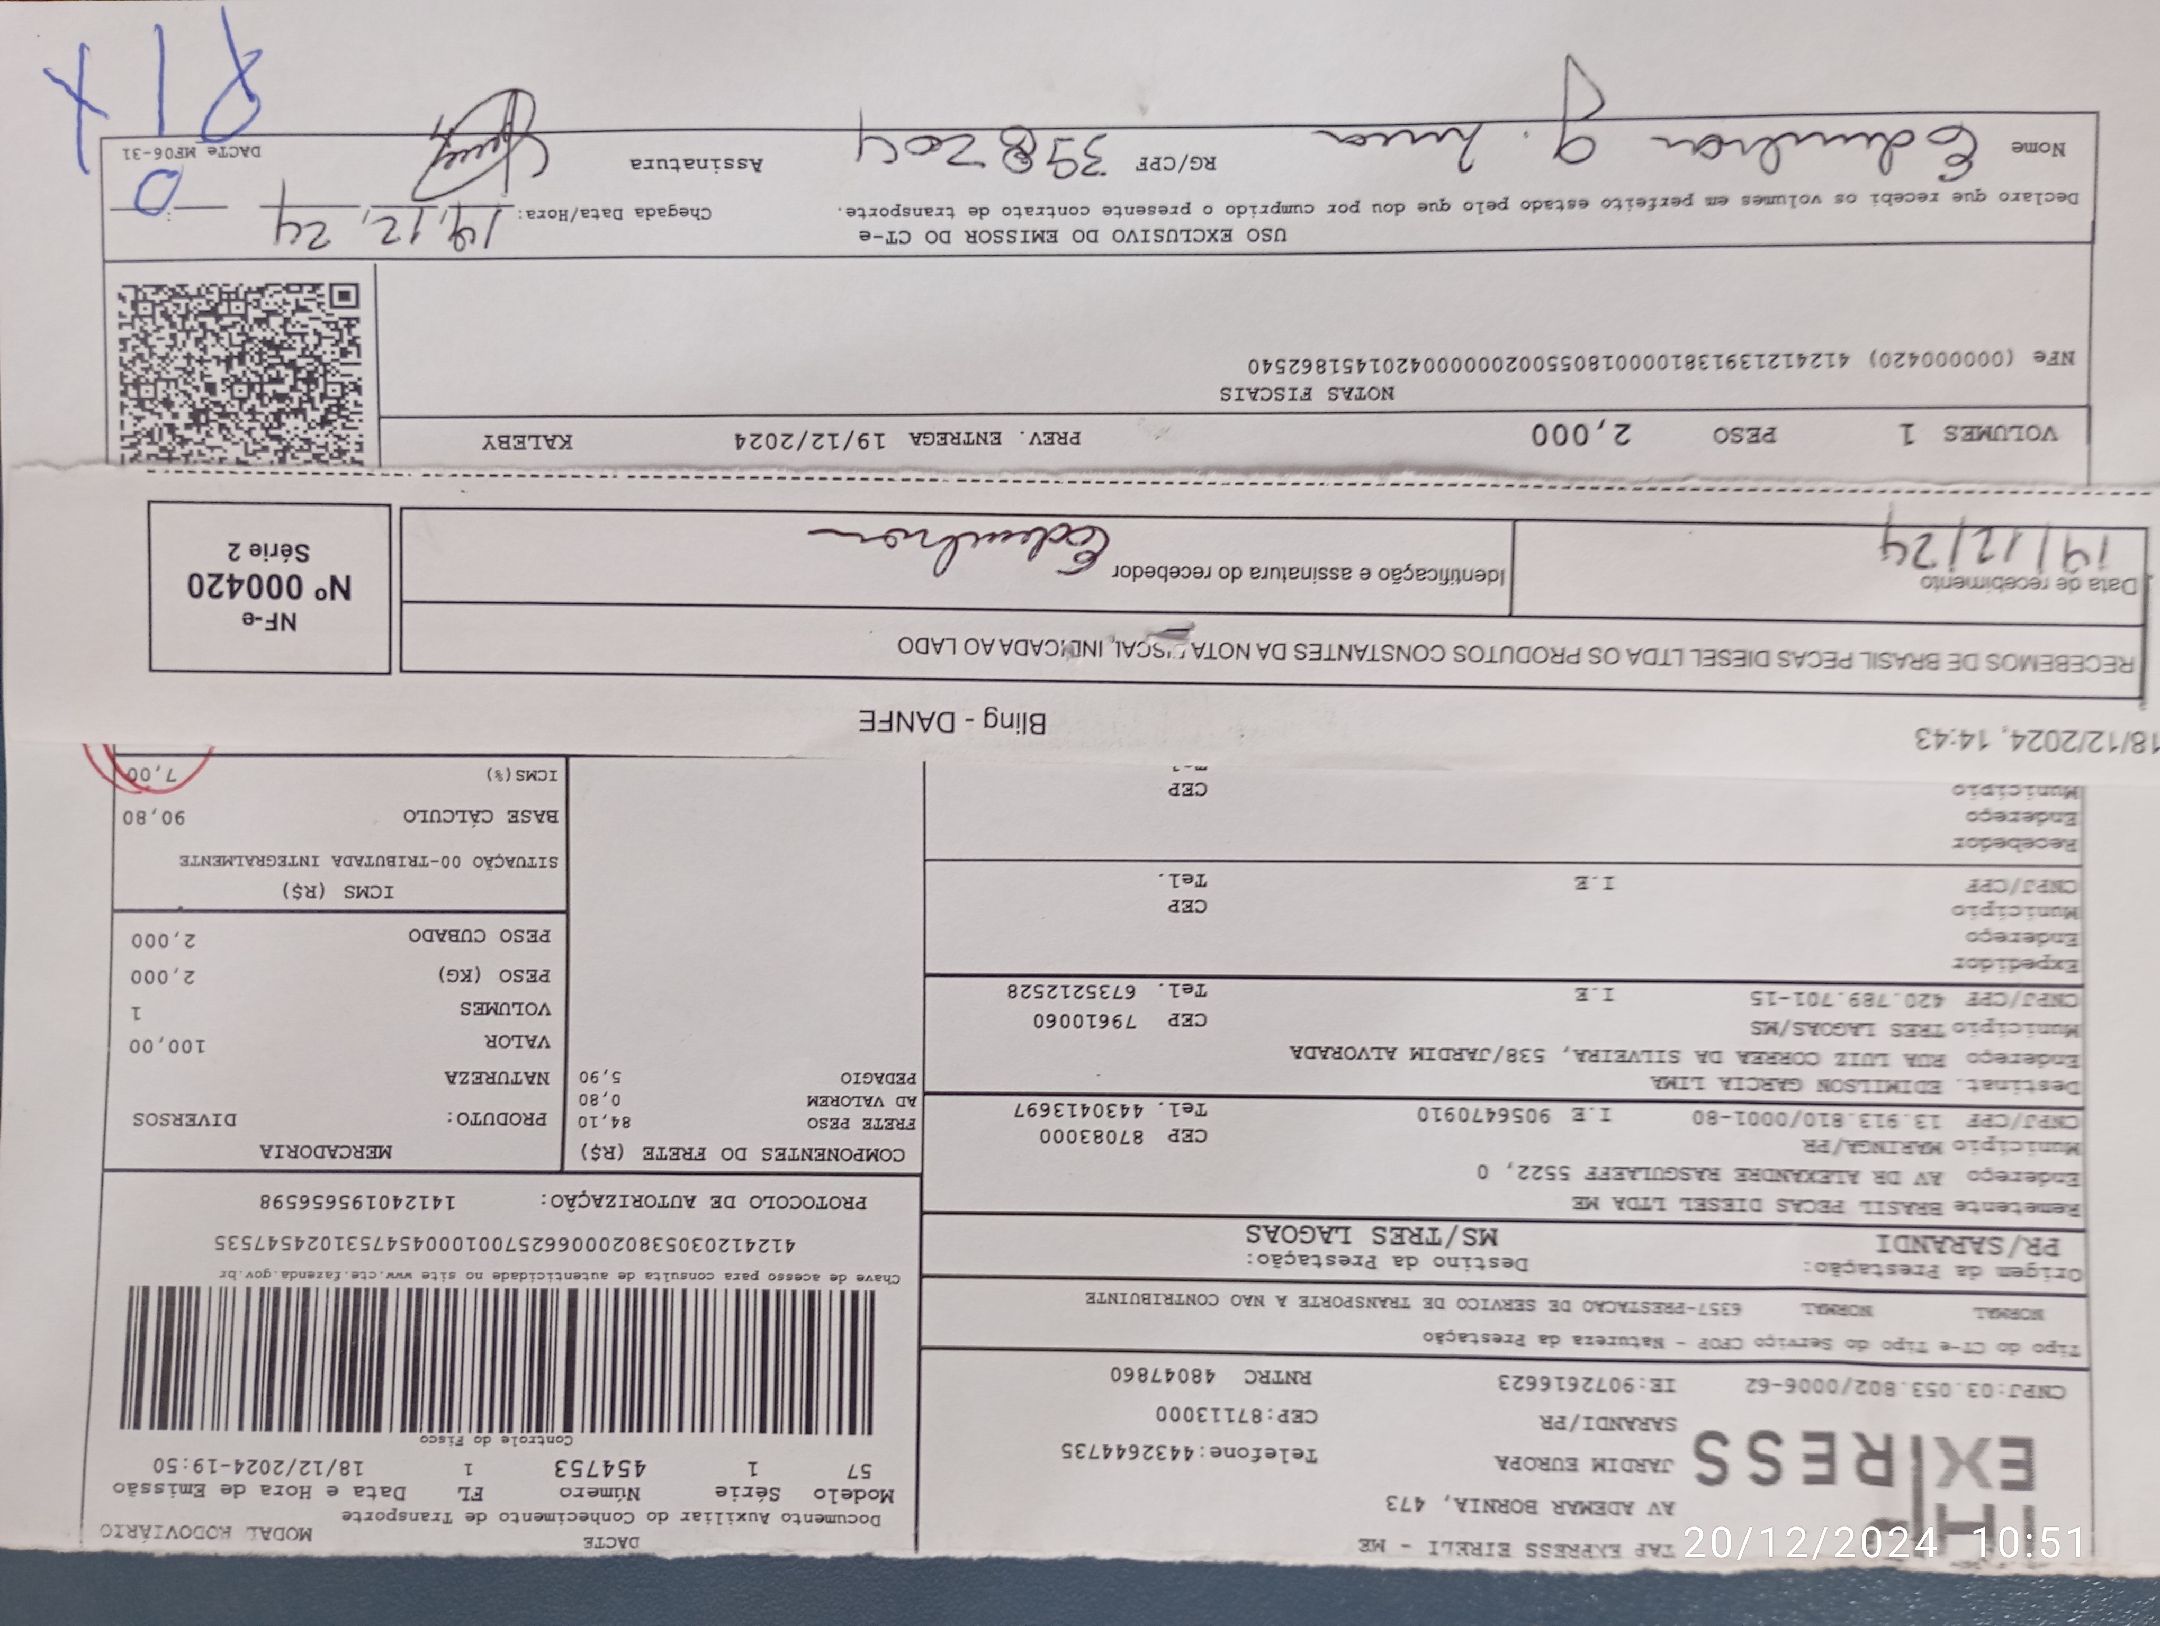 DACTE
MODAL RODOVIÁRIO
Documento Auxiliar do Conhecimento de Transporte
Modelo Série Número FL Data e Hora de Emissão
57 1 454753 1 18/12/2024-19:50
Controle do Fisco
EXPRESS
TAP EXPRESS EIRELI - ME
AV ADEMAR BORNIA, 473
JARDIM EUROPA
Telefone:4432644735
SARANDI/PR
CEP:87113000
CNPJ:03.053.802/0006-62 IE:9072616623 RNTRC 48047860
Tipo do CT-e Tipo do Serviço CFOP - Natureza da Prestação
NORMAL NORMAL 6357-PRESTACAO DE SERVICO DE TRANSPORTE A NAO CONTRIBUINTE
Chave de acesso para consulta de autenticidade no site www.cte.fazenda.gov.br
41241203053802000662570010004547531024547535
PROTOCOLO DE AUTORIZAÇÃO: 141240195656598
Origem da Prestação: Destino da Prestação:
PR/SARANDI MS/TRES LAGOAS
Remetente BRASIL PECAS DIESEL LTDA ME
Endereço AV DR ALEXANDRE RASGULAEFF 5522, 0
Município MARINGA/PR CEP 87083000
CNPJ/CPF 13.913.810/0001-80 I.E 9056470910 Tel. 4430413697
Destinat. EDIMILSON GARCIA LIMA
Endereço RUA LUIZ CORREA DA SILVEIRA, 538/JARDIM ALVORADA
Município TRES LAGOAS/MS CEP 79610060
CNPJ/CPF 420.789.701-15 I.E Tel. 6735212528
Expedidor
Endereço
Município CEP
CNPJ/CPF I.E Tel.
Recebedor
Endereço
Município CEP
COMPONENTES DO FRETE (R$)
FRETE PESO 84,10
AD VALOREM 0,80
PEDAGIO 5,90
MERCADORIA
PRODUTO: DIVERSOS
NATUREZA
VALOR 100,00
VOLUMES 1
PESO (KG) 2,000
PESO CUBADO 2,000
ICMS (R$)
SITUAÇÃO 00-TRIBUTADA INTEGRALMENTE
BASE CÁLCULO 90,80
ICMS(%) 7,00
18/12/2024, 14:43 Bling - DANFE
RECEBEMOS DE BRASIL PECAS DIESEL LTDA OS PRODUTOS CONSTANTES DA NOTA FISCAL, INDICADA AO LADO
NF-e
Nº 000420
Série 2
Data de recebimento
19/12/24
Identificação e assinatura do recebedor
VOLUMES 1 PESO 2,000 PREV. ENTREGA 19/12/2024 KALEBY
NOTAS FISCAIS
NFe (00000420) 41241213913810000180550020000004201451862540
USO EXCLUSIVO DO EMISSOR DO CT-e
Declaro que recebi os volumes em perfeito estado pelo que dou por cumprido o presente contrato de transporte.
Chegada Data/Hora: 19,12,24
Nome
RG/CPF 398204
Assinatura
DACTe MF06-31
20/12/2024 10:51